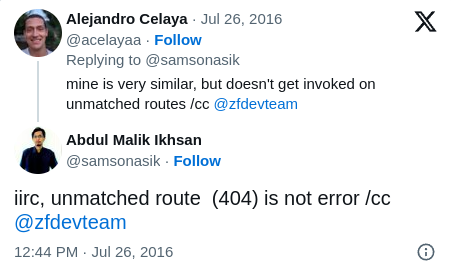 Alejandro Celaya · Jul 26, 2016
@acelayaa · Follow
Replying to @samsonasik
mine is very similar, but doesn't get invoked on
unmatched routes /cc @zfdevteam
Abdul Malik Ikhsan
@samsonasik · Follow
iirc, unmatched route  (404) is not error /cc
@zfdevteam
12:44 PM · Jul 26, 2016